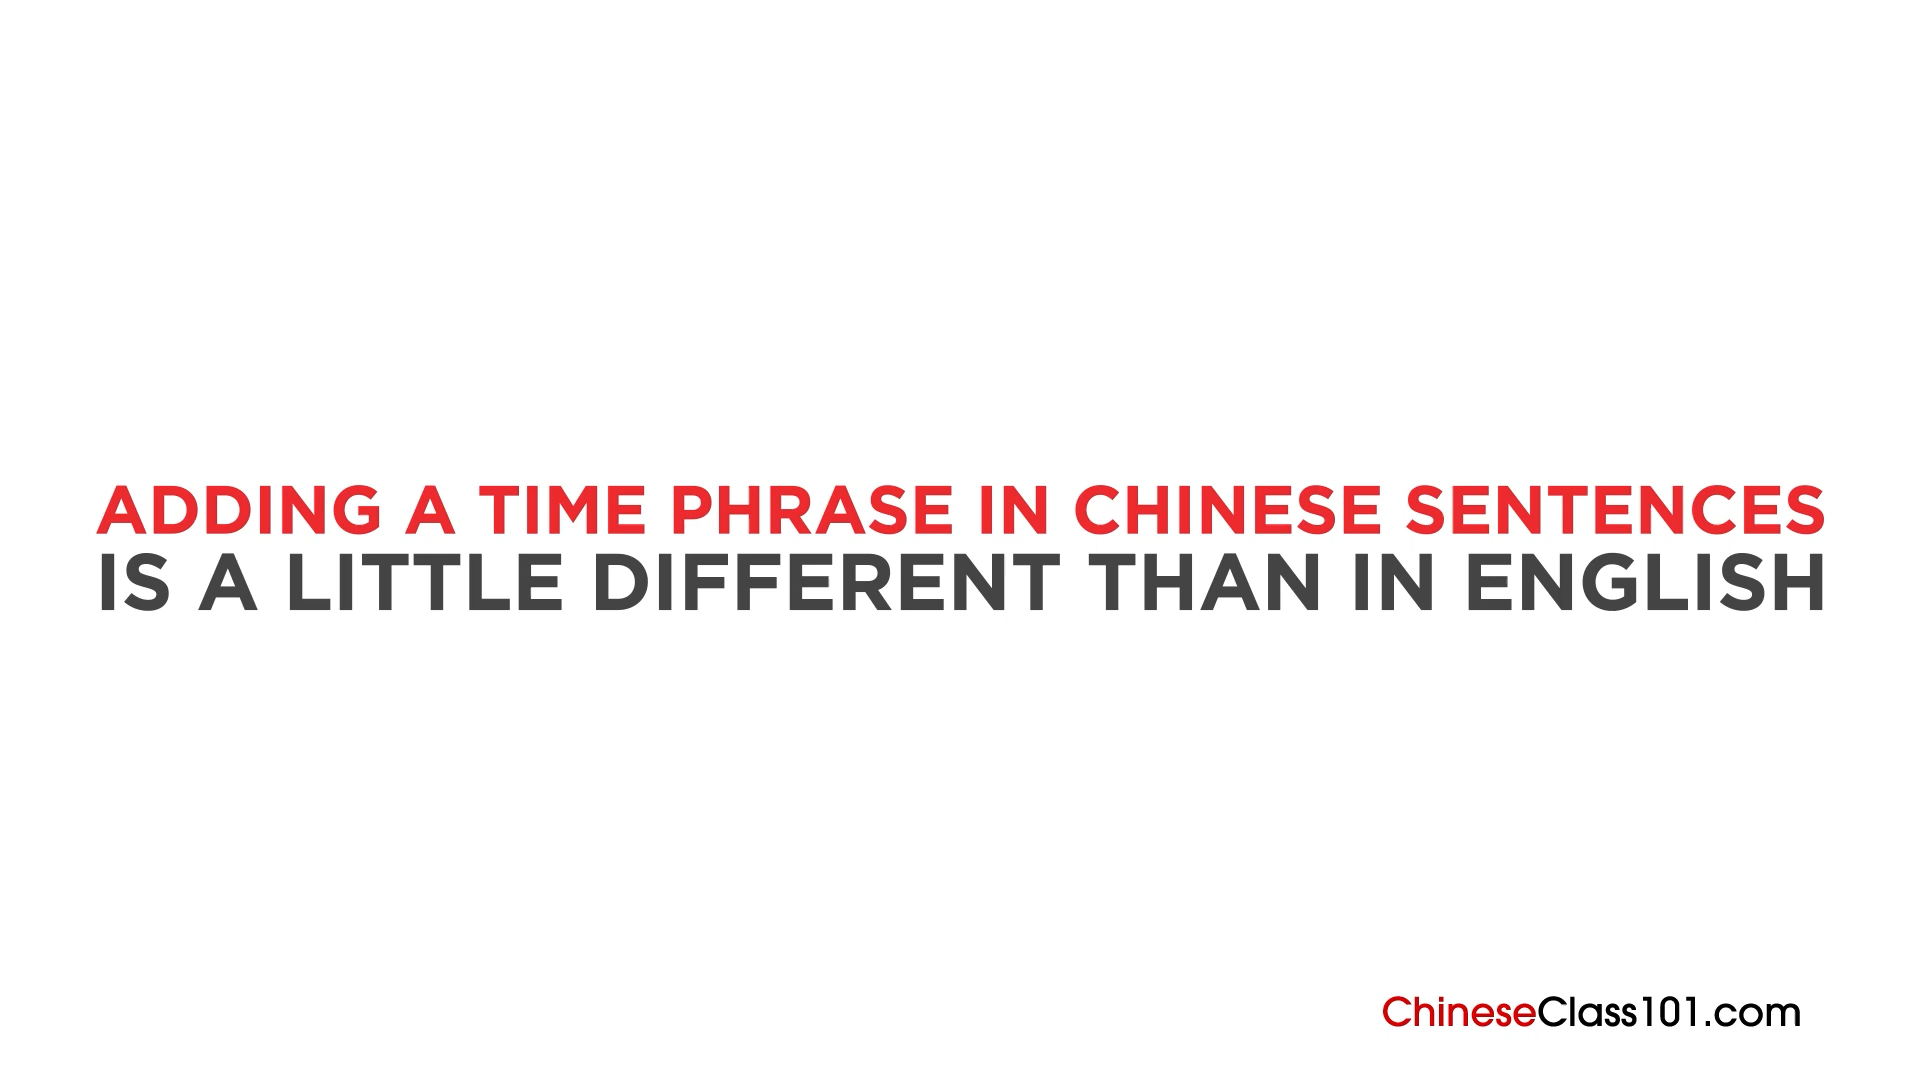 ADDING A TIME PHRASE IN CHINESE SENTENCES
IS A LITTLE DIFFERENT THAN IN ENGLISH
ChineseClass101.com